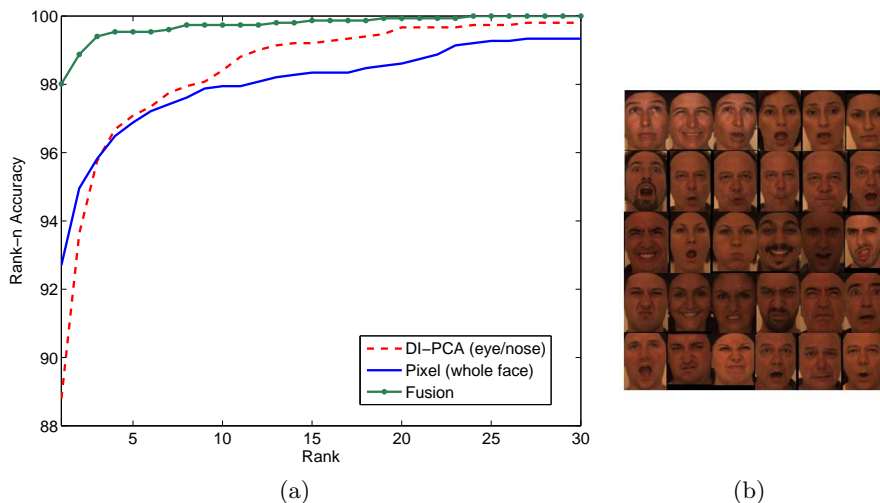 100
98
96
94
92
90
88
Rank−n Accuracy
DI−PCA (eye/nose)
Pixel (whole face)
Fusion
5 10 15 20 25 30
Rank
(a) (b)